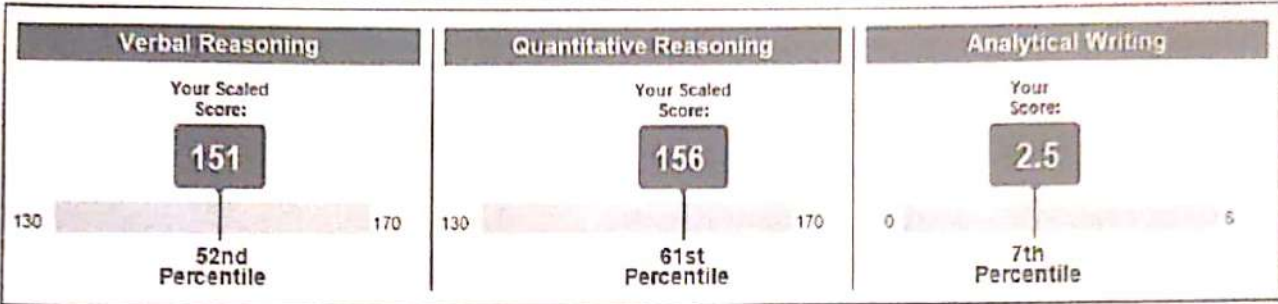 Verbal Reasoning
Your Scaled
Score:
151
130
170
52nd
Percentile
Quantitative Reasoning
Your Scaled
Score:
156
130
170
61st
Percentile
Analytical Writing
Your
Score:
2.5
0
6
7th
Percentile